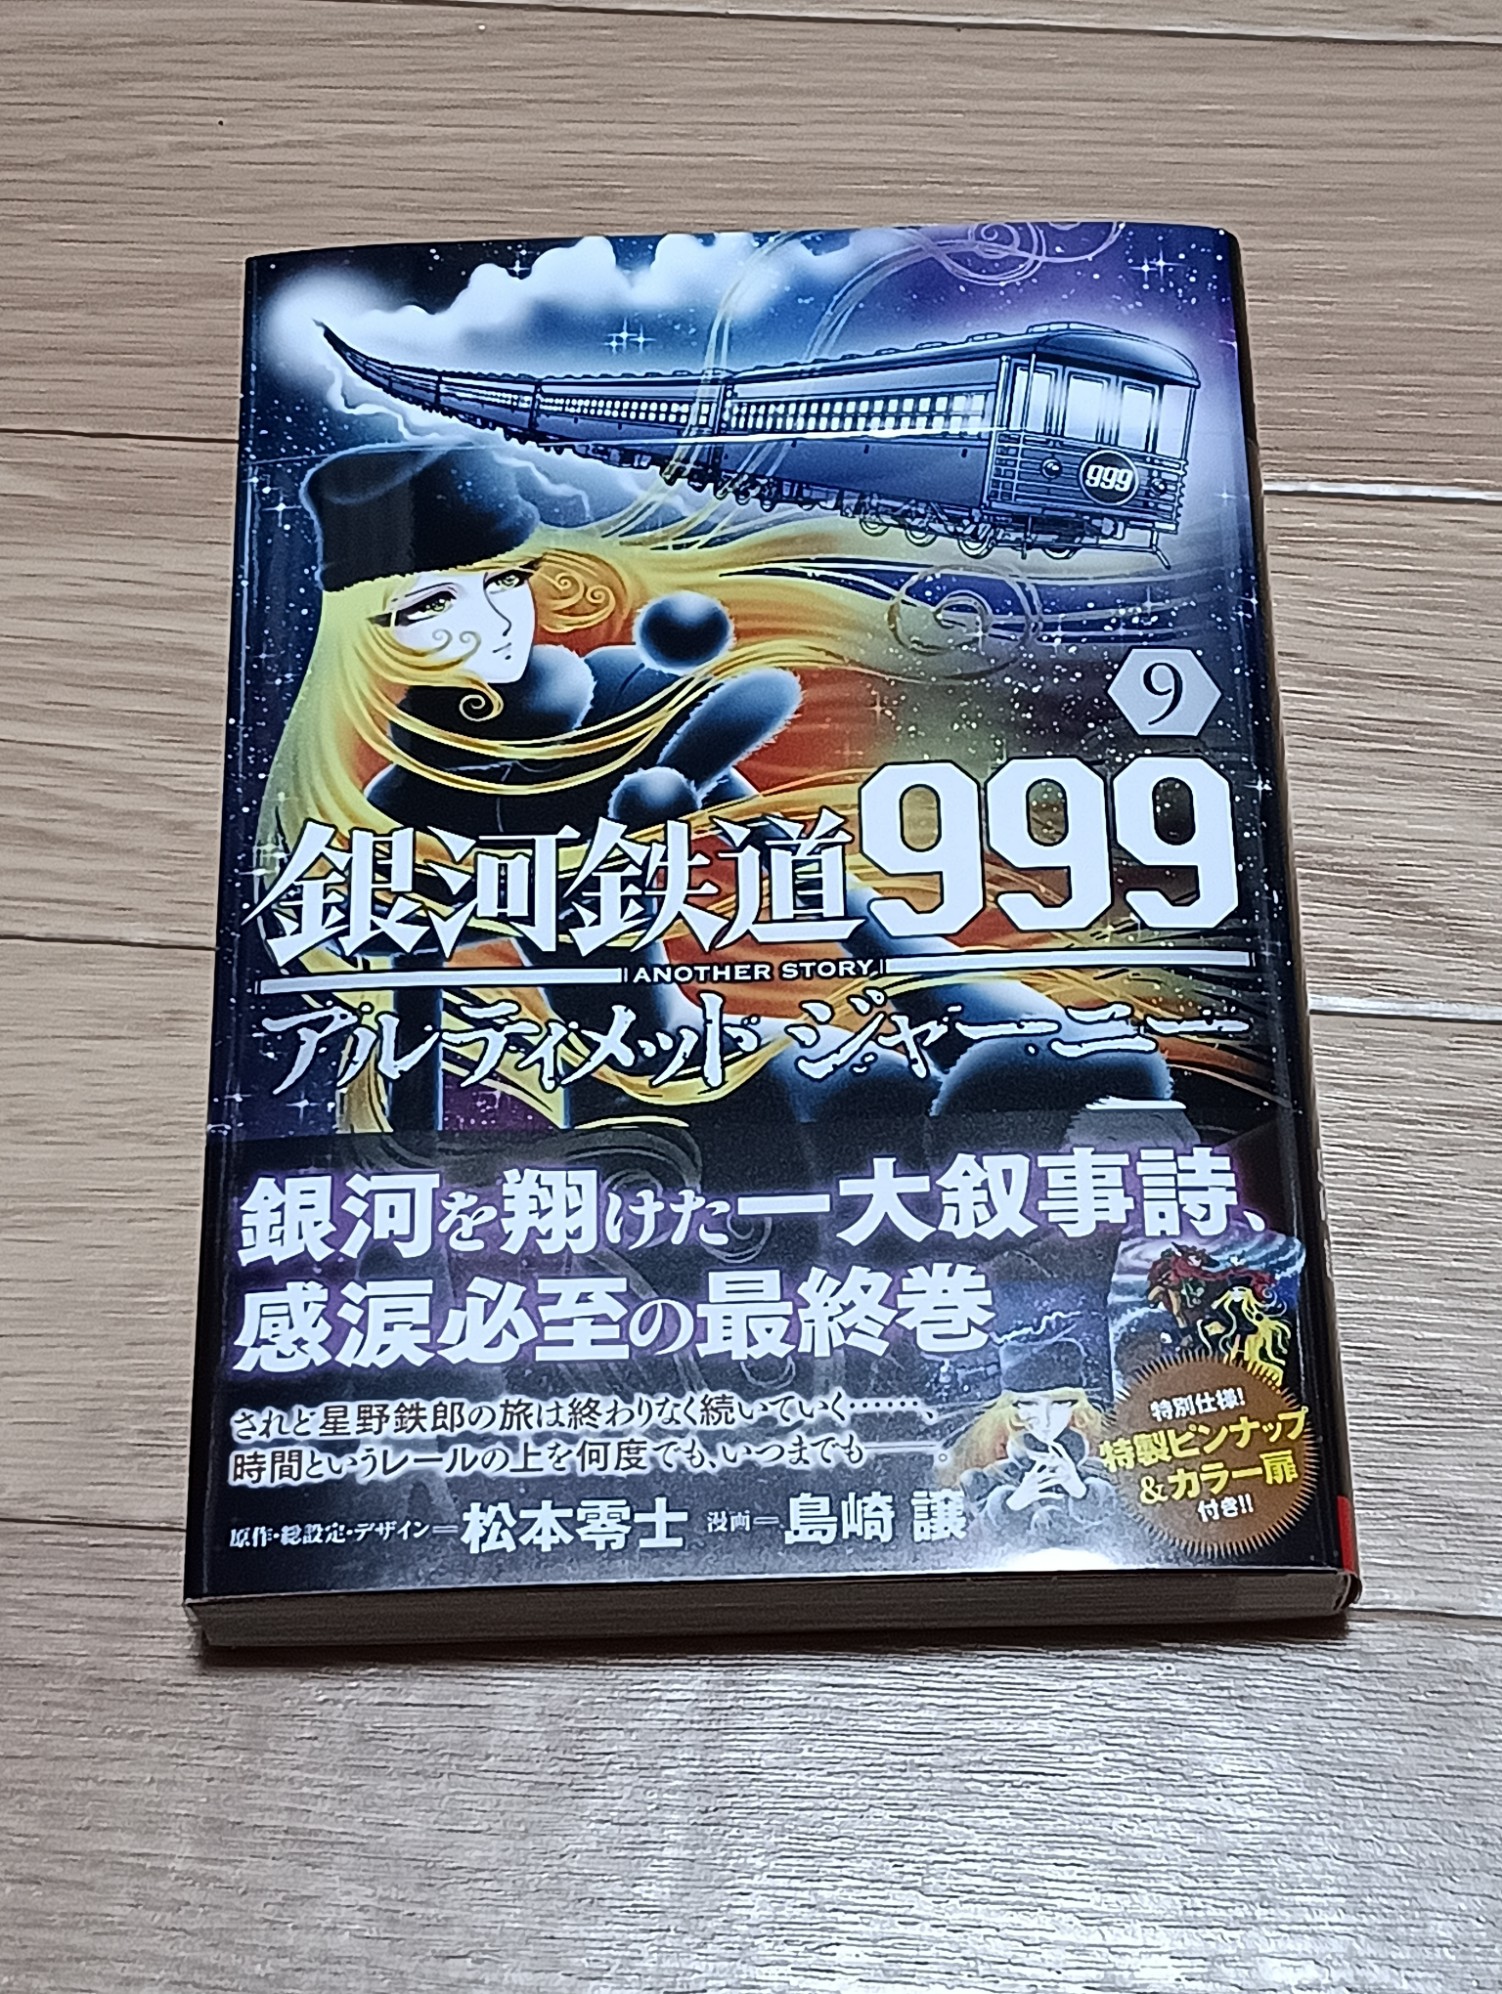 999
9
銀河鉄道999
ANOTHER STORY
アルティメットジャーニー
銀河を翔けた一大叙事詩、
感涙必至の最終巻
されど星野鉄郎の旅は終わりなく続いていく……、
時間というレールの上を何度でも、いつまでも――。
原作・総設定・デザイン=松本零士 漫画=島崎 譲
特別仕様!
特製ピンナップ
&カラー扉
付き!!